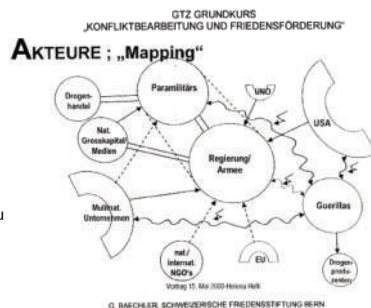 GTZ GRUNDKURS
„KONFLIKTBEARBEITUNG UND FRIEDENSFÖRDERUNG"
AKTEURE ; „Mapping"
Drogen-
handel
Paramilitärs
UNO
USA
Nat.
Grosskapital/
Medien
Regierung/
Armee
Multinat.
Unternehmen
Guerillas
u
nat./
internat.
NGO's
EU
Drogen-
produ-
zenten
Vortrag 15. Mai 2000-Helena
G. BAECHLER, SCHWEIZERISCHE FRIEDENSSTIFTUNG BERN